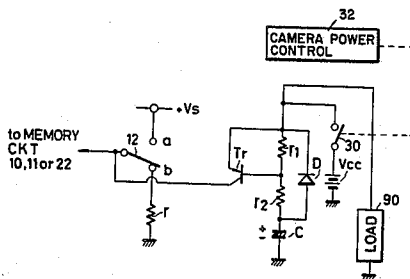 32
CAMERA POWER
CONTROL
+Vs
to MEMORY
CKT
10,11 or 22
12
a
b
r
Tr
r1
r2
D
+
−
C
30
Vcc
90
LOAD